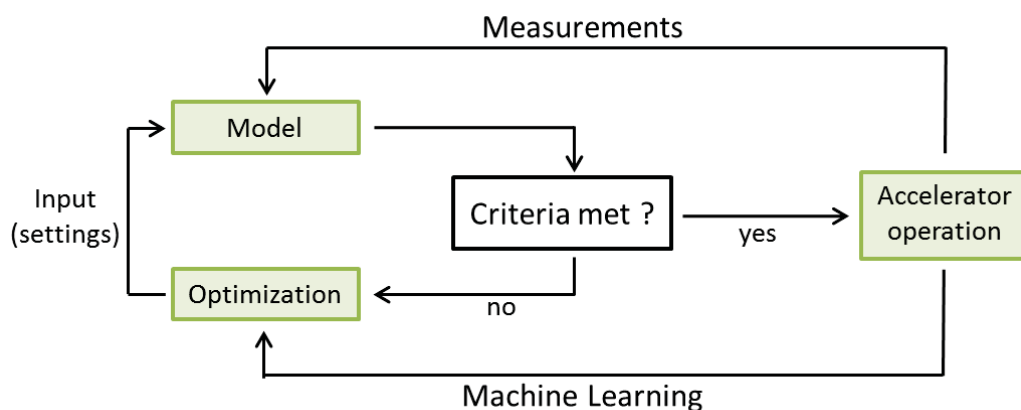 Measurements
Model
Input
(settings)
Criteria met ?
yes
Accelerator
operation
Optimization
no
Machine Learning